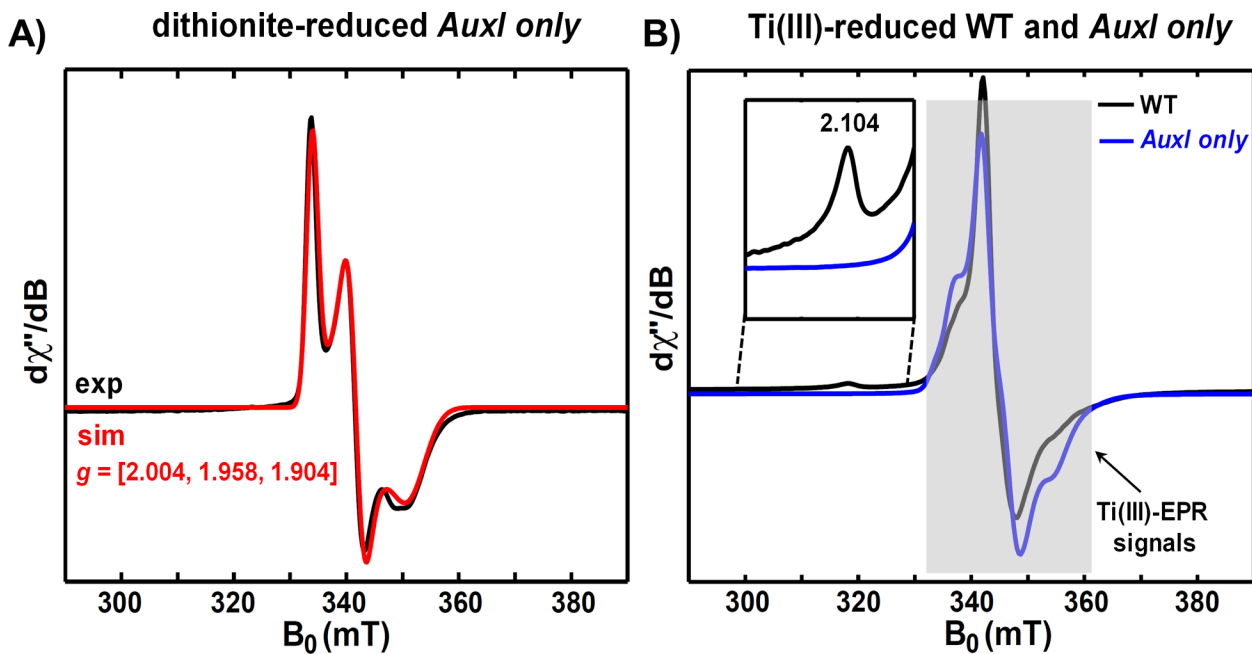 A)
dithionite-reduced AuxI only
dχ"/dB
exp
sim
g = [2.004, 1.958, 1.904]
300
320
340
360
380
B0 (mT)
B)
Ti(III)-reduced WT and AuxI only
dχ"/dB
2.104
WT
AuxI only
Ti(III)-EPR
signals
300
320
340
360
380
B0 (mT)